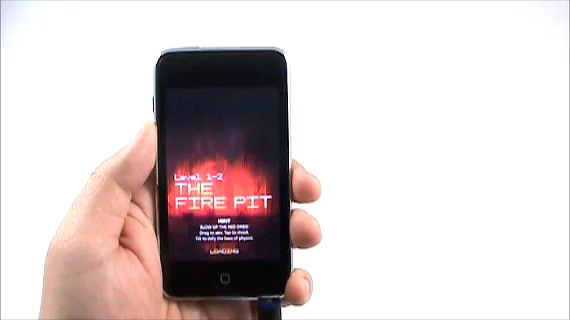 Level 1-2
THE
FIRE PIT
HINT
BLOW UP THE RED ORBS!
Drag to aim. Tap to shoot.
Tilt to defy the laws of physics.
LOADING